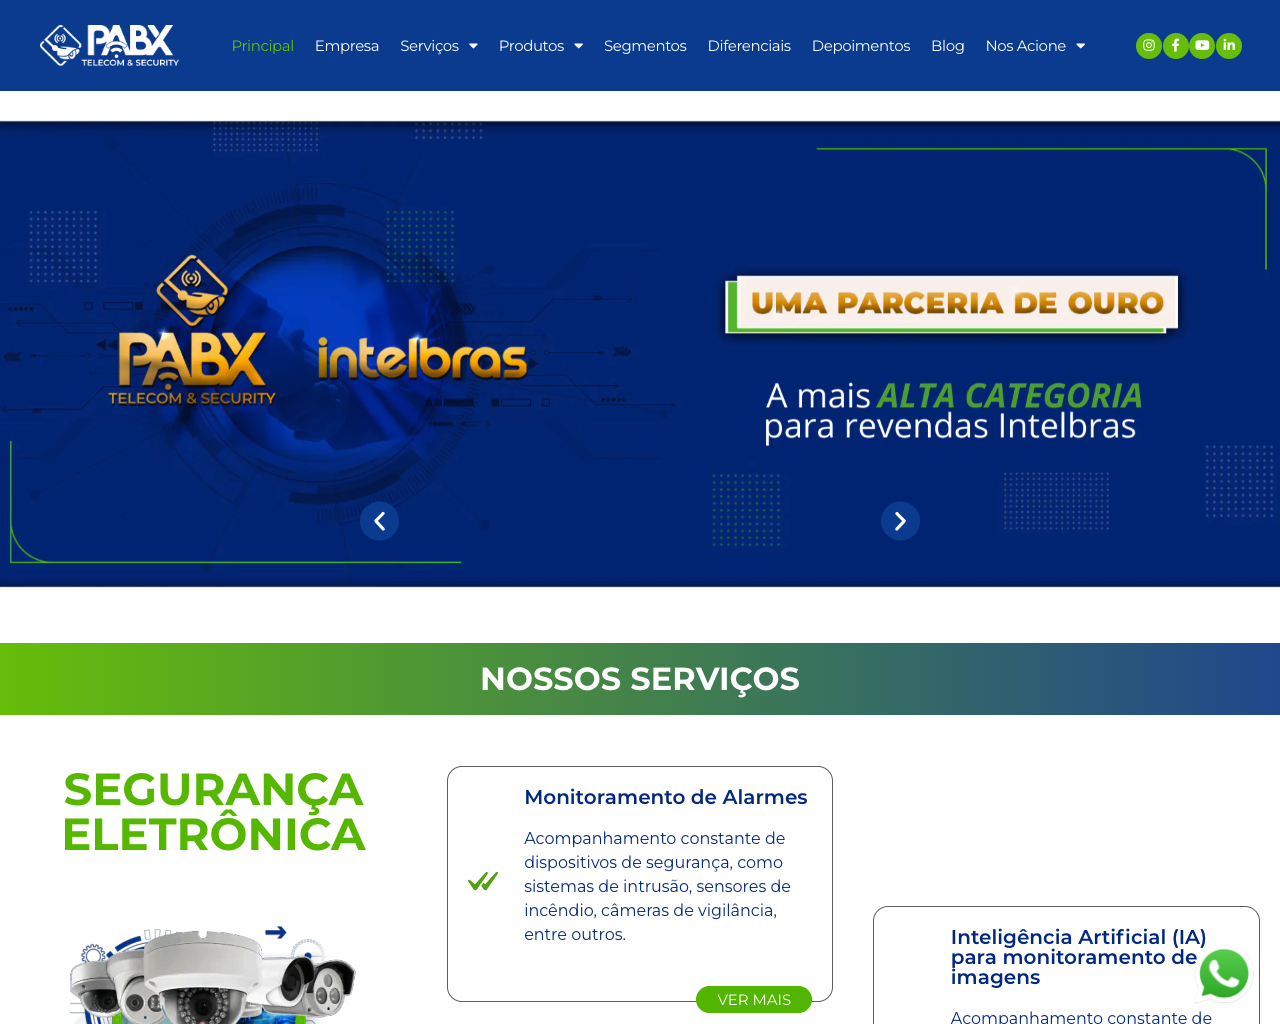 PABX
TELECOM & SECURITY
Principal
Empresa
Serviços
Produtos
Segmentos
Diferenciais
Depoimentos
Blog
Nos Acione
PABX
TELECOM & SECURITY
intelbras
UMA PARCERIA DE OURO
A mais ALTA CATEGORIA
para revendas Intelbras
NOSSOS SERVIÇOS
SEGURANÇA
ELETRÔNICA
Monitoramento de Alarmes
Acompanhamento constante de
dispositivos de segurança, como
sistemas de intrusão, sensores de
incêndio, câmeras de vigilância,
entre outros.
VER MAIS
Inteligência Artificial (IA)
para monitoramento de
imagens
Acompanhamento constante de